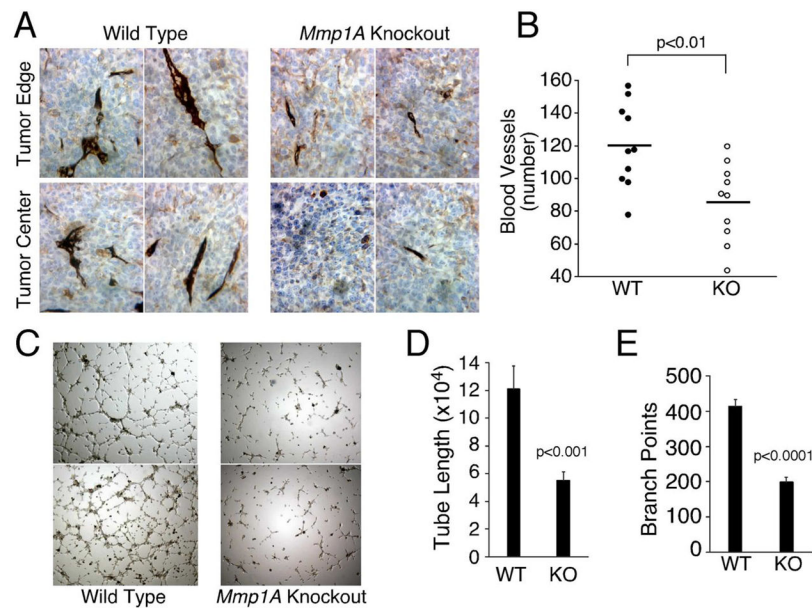 A
Wild Type
Mmp1A Knockout
Tumor Edge
Tumor Center
B
p<0.01
Blood Vessels
(number)
160
140
120
100
80
60
40
WT
KO
C
Wild Type
Mmp1A Knockout
D
Tube Length (x10⁴)
14
12
10
8
6
4
2
0
p<0.001
WT
KO
E
Branch Points
500
400
300
200
100
0
p<0.0001
WT
KO